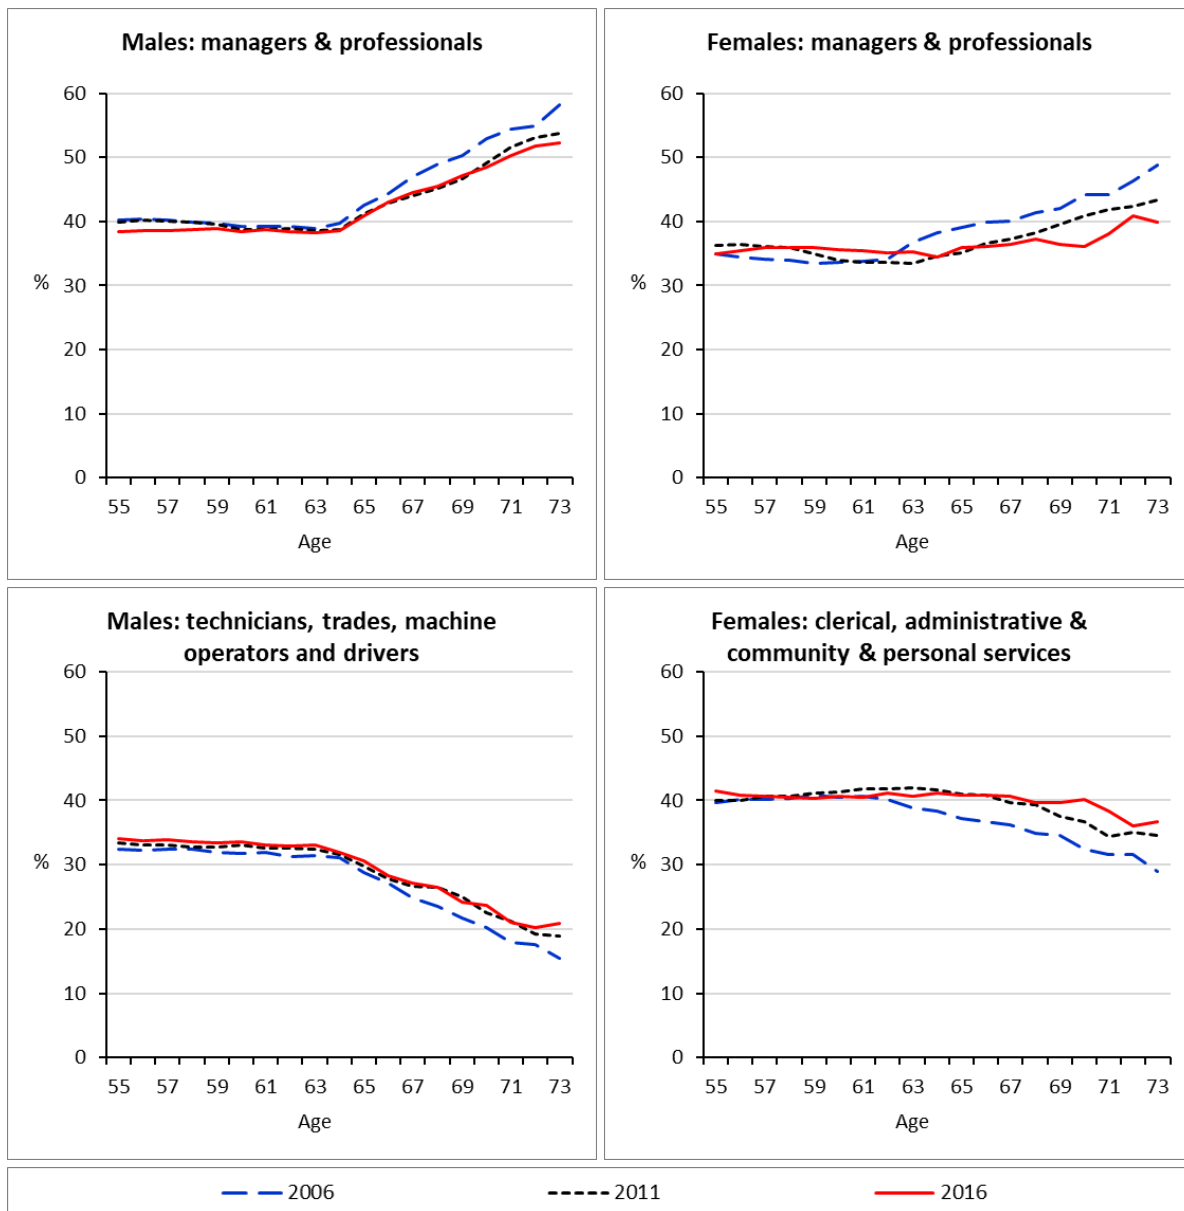 Males: managers & professionals
60
50
40
%
30
20
10
0
55 57 59 61 63 65 67 69 71 73
Age
Females: managers & professionals
60
50
40
%
30
20
10
0
55 57 59 61 63 65 67 69 71 73
Age
Males: technicians, trades, machine
operators and drivers
60
50
40
%
30
20
10
0
55 57 59 61 63 65 67 69 71 73
Age
Females: clerical, administrative &
community & personal services
60
50
40
%
30
20
10
0
55 57 59 61 63 65 67 69 71 73
Age
2006 2011 2016